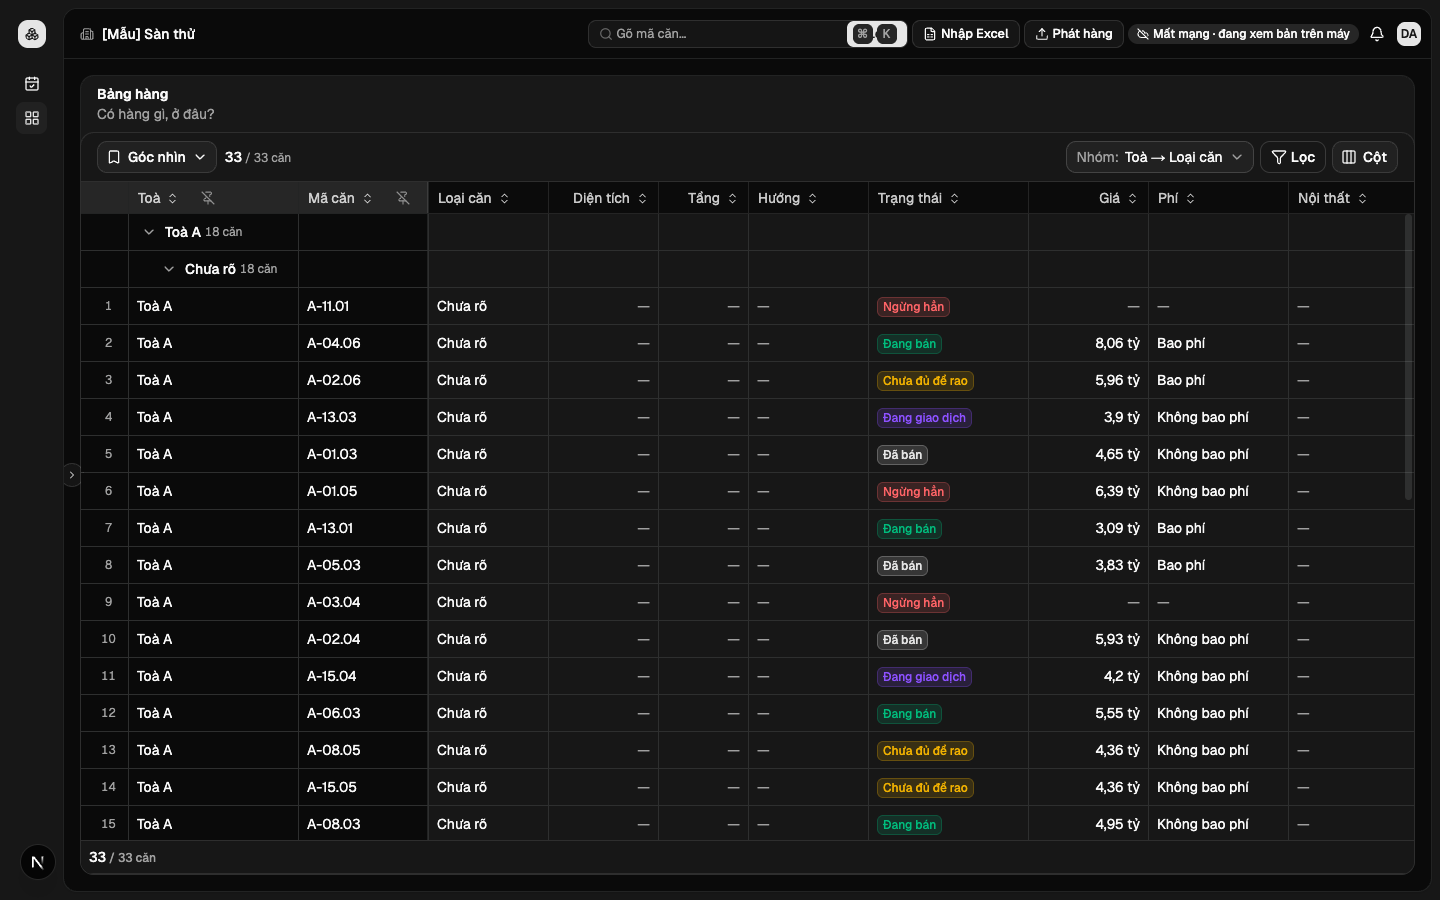 [Mẫu] Sàn thử
Gõ mã căn...
⌘ K
Nhập Excel
Phát hàng
Mất mạng · đang xem bản trên máy
DA
Bảng hàng
Có hàng gì, ở đâu?
Góc nhìn
33 / 33 căn
Nhóm: Toà → Loại căn
Lọc
Cột
Toà Mã căn Loại căn Diện tích Tầng Hướng Trạng thái Giá Phí Nội thất
Toà A 18 căn
Chưa rõ 18 căn
1 Toà A A-11.01 Chưa rõ — — — Ngừng hẳn — — —
2 Toà A A-04.06 Chưa rõ — — — Đang bán 8,06 tỷ Bao phí —
3 Toà A A-02.06 Chưa rõ — — — Chưa đủ để rao 5,96 tỷ Bao phí —
4 Toà A A-13.03 Chưa rõ — — — Đang giao dịch 3,9 tỷ Không bao phí —
5 Toà A A-01.03 Chưa rõ — — — Đã bán 4,65 tỷ Không bao phí —
6 Toà A A-01.05 Chưa rõ — — — Ngừng hẳn 6,39 tỷ Không bao phí —
7 Toà A A-13.01 Chưa rõ — — — Đang bán 3,09 tỷ Bao phí —
8 Toà A A-05.03 Chưa rõ — — — Đã bán 3,83 tỷ Bao phí —
9 Toà A A-03.04 Chưa rõ — — — Ngừng hẳn — — —
10 Toà A A-02.04 Chưa rõ — — — Đã bán 5,93 tỷ Không bao phí —
11 Toà A A-15.04 Chưa rõ — — — Đang giao dịch 4,2 tỷ Không bao phí —
12 Toà A A-06.03 Chưa rõ — — — Đang bán 5,55 tỷ Không bao phí —
13 Toà A A-08.05 Chưa rõ — — — Chưa đủ để rao 4,36 tỷ Không bao phí —
14 Toà A A-15.05 Chưa rõ — — — Chưa đủ để rao 4,36 tỷ Không bao phí —
15 Toà A A-08.03 Chưa rõ — — — Đang bán 4,95 tỷ Không bao phí —
33 / 33 căn
N